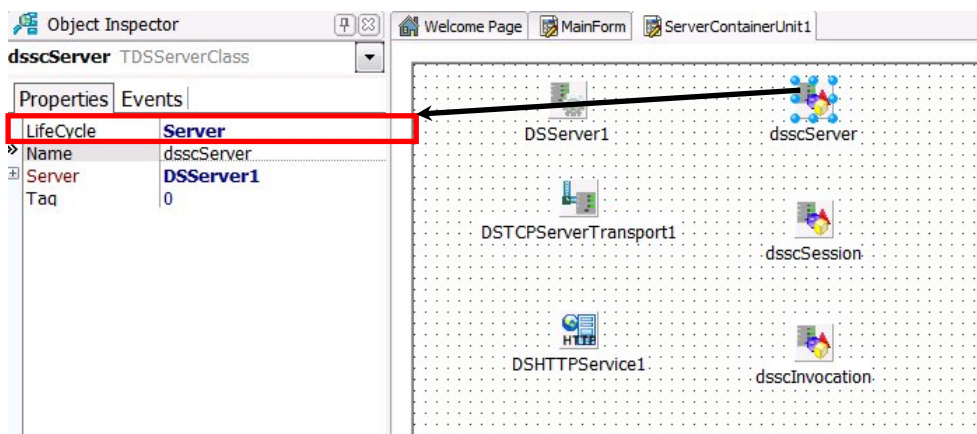 Object Inspector
dsscServer TDSServerClass
Properties Events
LifeCycle Server
Name dsscServer
Server DSServer1
Tag 0
Welcome Page MainForm ServerContainerUnit1
DSServer1 dsscServer
DSTCPServerTransport1
dsscSession
HTTP
DSHTTPService1
dsscInvocation